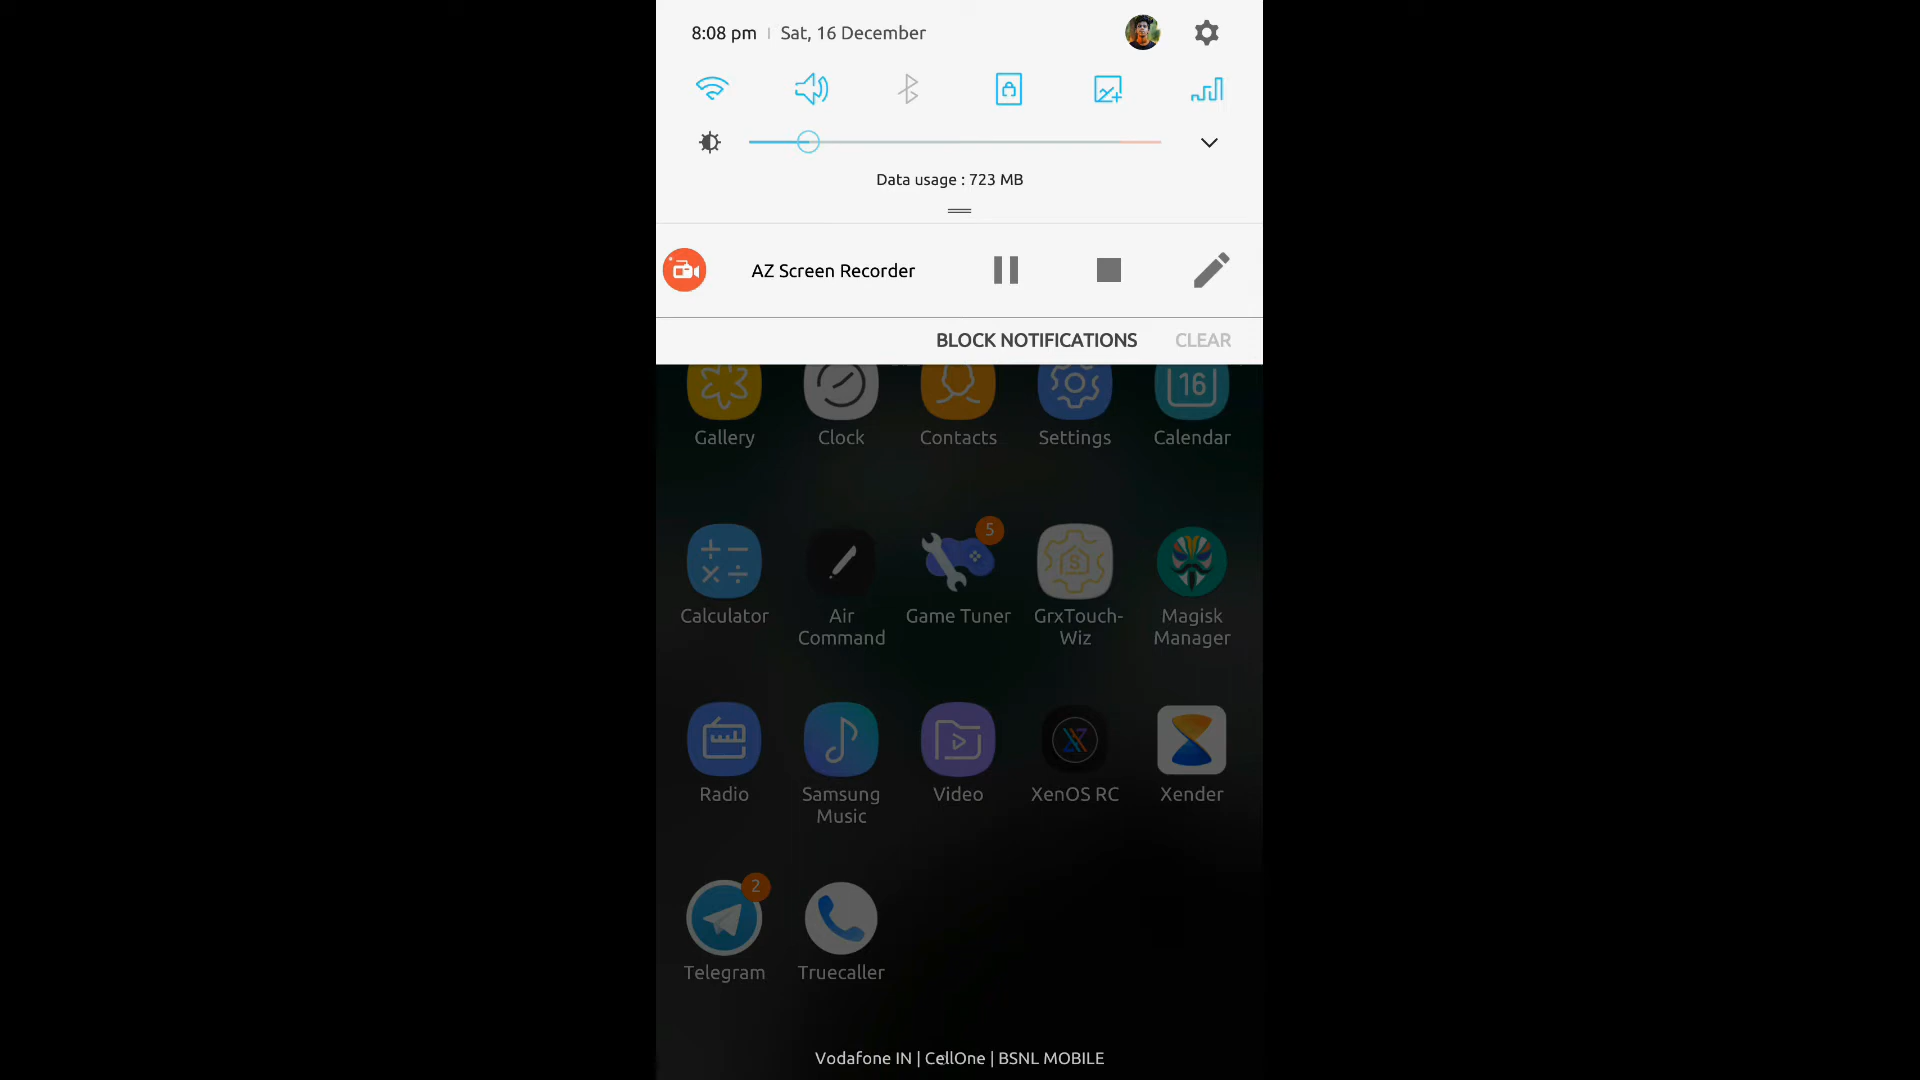 8:08 pm | Sat, 16 December
Data usage : 723 MB
AZ Screen Recorder
BLOCK NOTIFICATIONS CLEAR
16
Gallery Clock Contacts Settings Calendar
5
Calculator Air Command Game Tuner GrxTouch-Wiz Magisk Manager
Radio Samsung Music Video XenOS RC Xender
2
Telegram Truecaller
Vodafone IN | CellOne | BSNL MOBILE